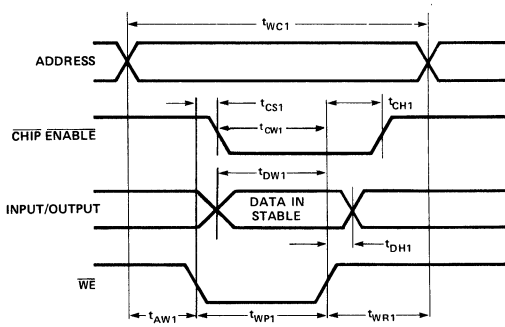 tWC1
ADDRESS
tCS1
tCH1
CHIP ENABLE
tCW1
tDW1
INPUT/OUTPUT
DATA IN
STABLE
tDH1
WE
tAW1
tWP1
tWR1